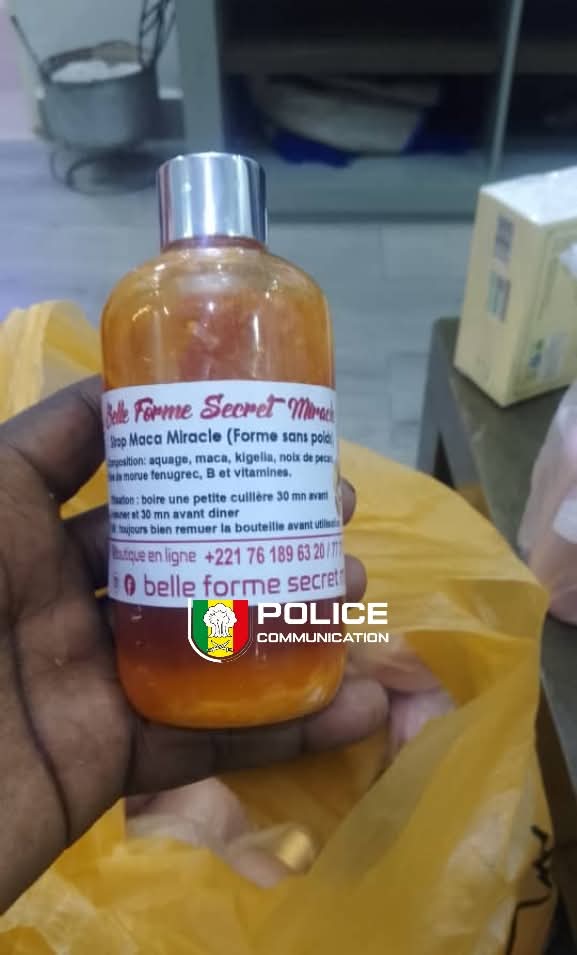 Belle Forme Secret Miracle
Sirop Maca Miracle (Forme sans poids)
Composition: aquage, maca, kigelia, noix de pecan,
de morue fenugrec, B et vitamines.
Utilisation : boire une petite cuillère 30 mn avant
et 30 mn avant diner
: toujours bien remuer la bouteille avant
Boutique en ligne +221 76 189 63 20 / 77
belle forme secret m
POLICE
COMMUNICATION